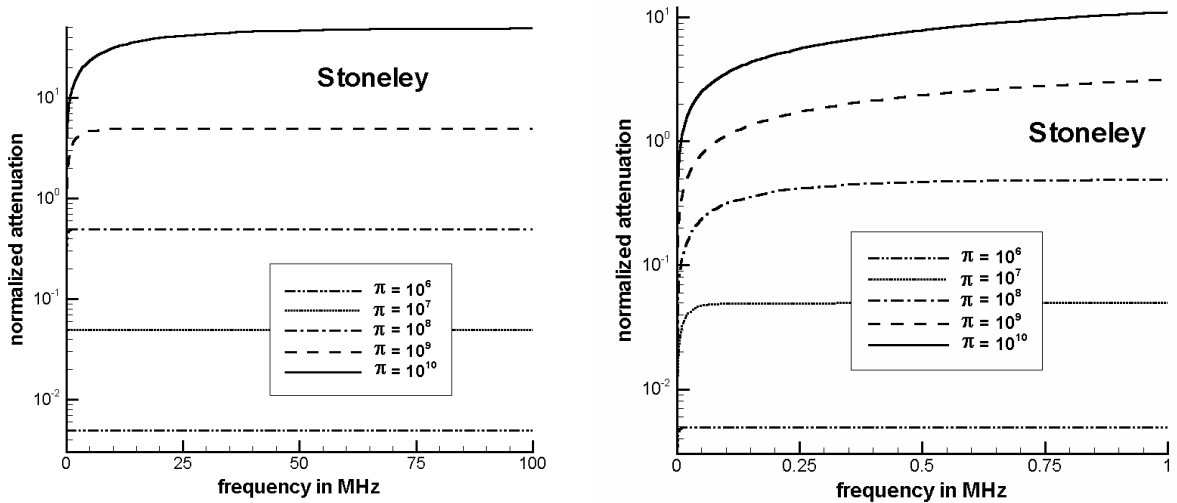 10¹
10⁰
10⁻¹
10⁻²
normalized attenuation
Stoneley
π = 10⁶
π = 10⁷
π = 10⁸
π = 10⁹
π = 10¹⁰
0 25 50 75 100
frequency in MHz
10¹
10⁰
10⁻¹
10⁻²
normalized attenuation
Stoneley
π = 10⁶
π = 10⁷
π = 10⁸
π = 10⁹
π = 10¹⁰
0 0.25 0.5 0.75 1
frequency in MHz